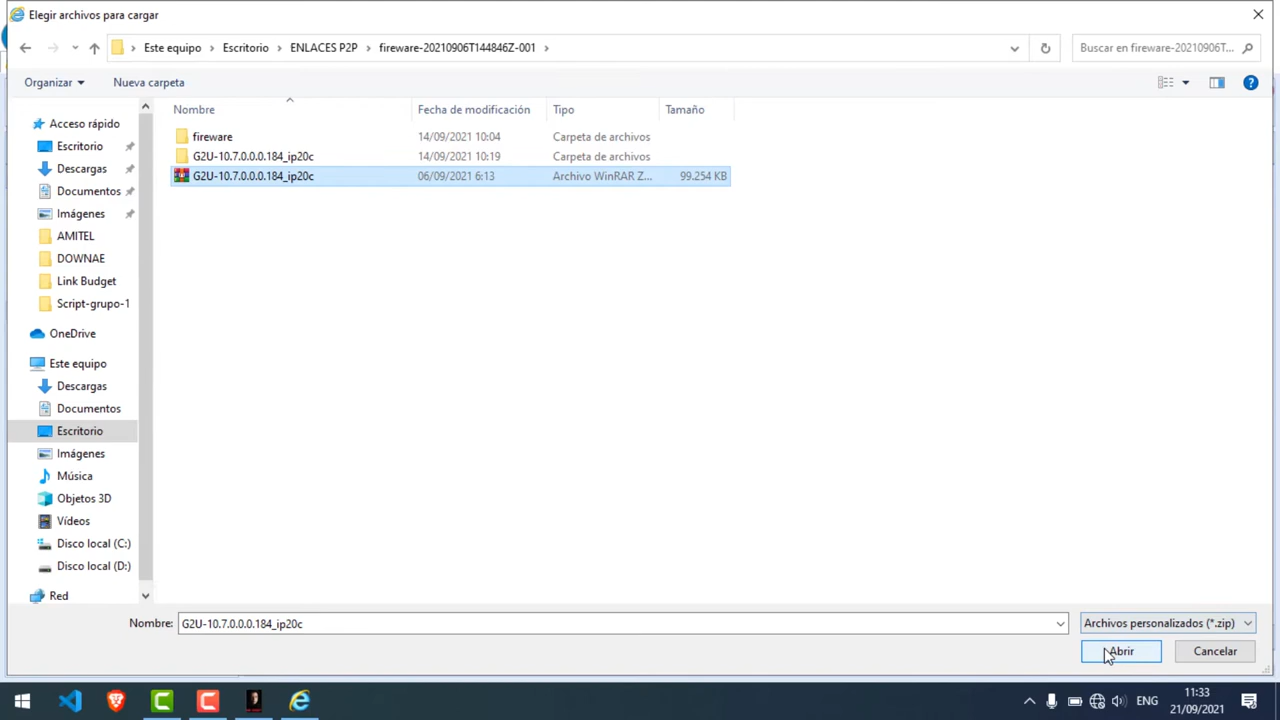 Elegir archivos para cargar
Este equipo > Escritorio > ENLACES P2P > fireware-20210906T144846Z-001 >
Buscar en fireware-20210906T...
Organizar
Nueva carpeta
Nombre
Fecha de modificación
Tipo
Tamaño
fireware
14/09/2021 10:04
Carpeta de archivos
G2U-10.7.0.0.0.184_ip20c
14/09/2021 10:19
Carpeta de archivos
G2U-10.7.0.0.0.184_ip20c
06/09/2021 6:13
Archivo WinRAR Z...
99.254 KB
Acceso rápido
Escritorio
Descargas
Documentos
Imágenes
AMITEL
DOWNAE
Link Budget
Script-grupo-1
OneDrive
Este equipo
Descargas
Documentos
Escritorio
Imágenes
Música
Objetos 3D
Vídeos
Disco local (C:)
Disco local (D:)
Red
Nombre:
G2U-10.7.0.0.0.184_ip20c
Archivos personalizados (*.zip)
Abrir
Cancelar
ENG
11:33
21/09/2021